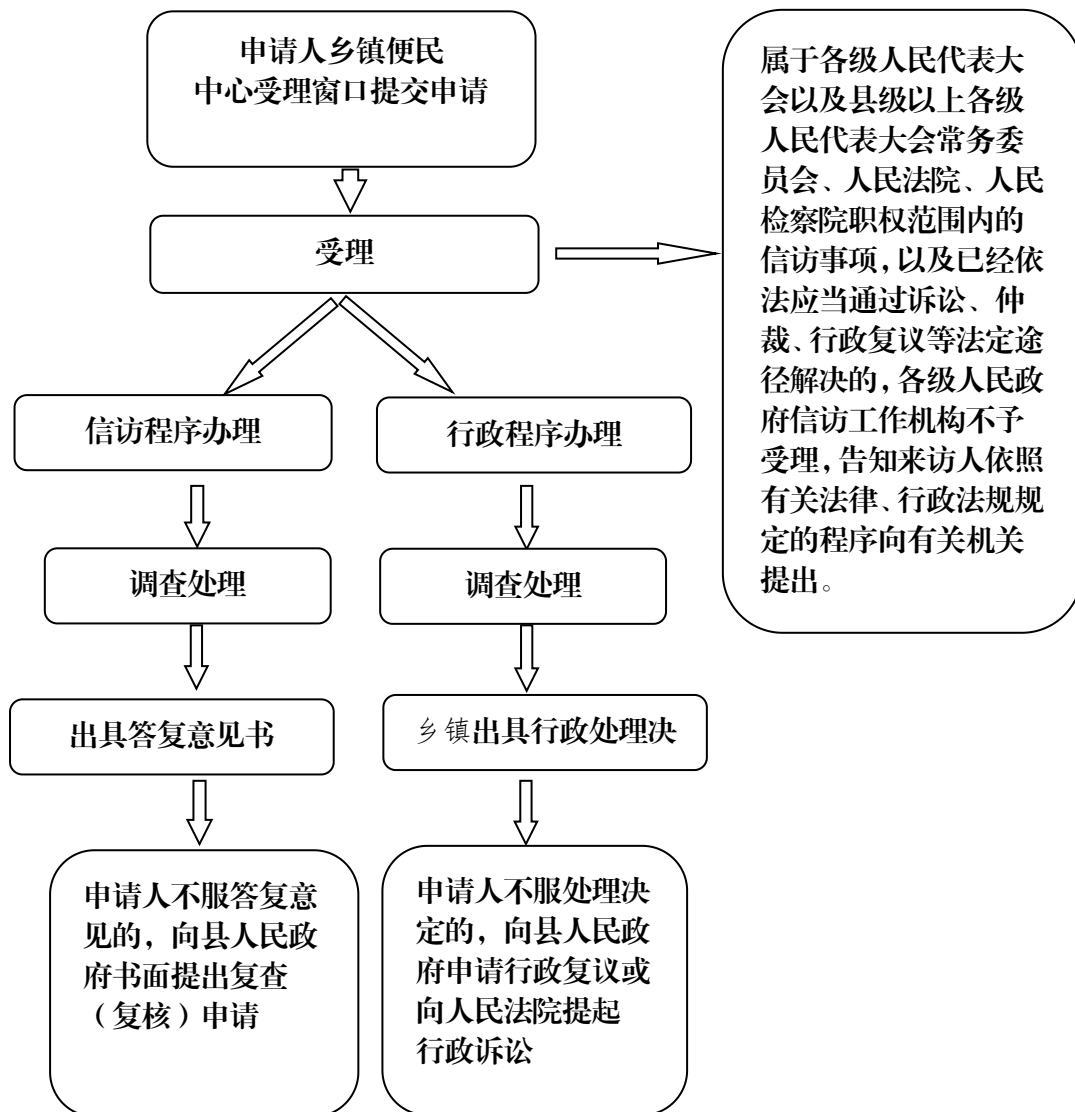 申请人乡镇便民
中心受理窗口提交申请
属于各级人民代表大
会以及县级以上各级
人民代表大会常务委
员会、人民法院、人民
检察院职权范围内的
信访事项,以及已经依
法应当通过诉讼、仲
裁、行政复议等法定途
径解决的,各级人民政
府信访工作机构不予
受理,告知来访人依照
有关法律、行政法规规
定的程序向有关机关
提出。
受理
信访程序办理
行政程序办理
调查处理
调查处理
出具答复意见书
乡镇出具行政处理决
申请人不服答复意
见的，向县人民政
府书面提出复查
（复核）申请
申请人不服处理决
定的，向县人民政
府申请行政复议或
向人民法院提起
行政诉讼